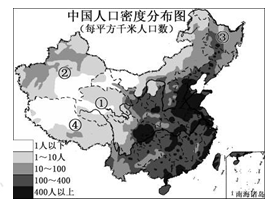 中国人口密度分布图
(每平方千米人口数)
③
②
①
④
1人以下
1~10人
10~100
100~400
400人以上
南海诸岛